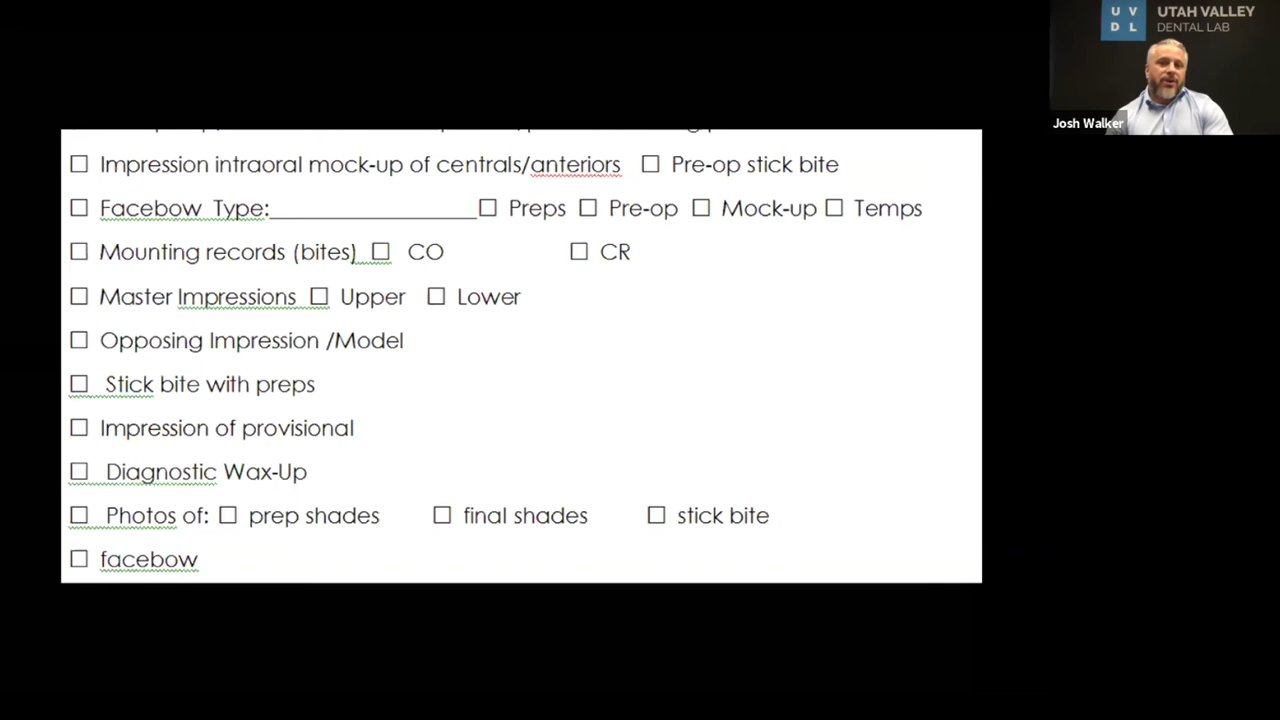 U V
D L
UTAH VALLEY
DENTAL LAB
Josh Walker
☐ Impression intraoral mock-up of centrals/anteriors ☐ Pre-op stick bite
☐ Facebow Type:__________________☐ Preps ☐ Pre-op ☐ Mock-up ☐ Temps
☐ Mounting records (bites) ☐ CO ☐ CR
☐ Master Impressions ☐ Upper ☐ Lower
☐ Opposing Impression /Model
☐ Stick bite with preps
☐ Impression of provisional
☐ Diagnostic Wax-Up
☐ Photos of: ☐ prep shades ☐ final shades ☐ stick bite
☐ facebow